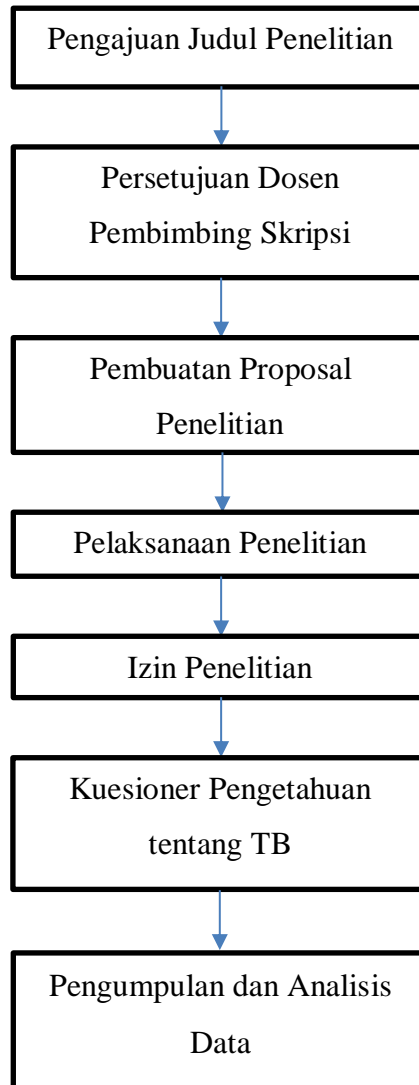 Pengajuan Judul Penelitian
Persetujuan Dosen
Pembimbing Skripsi
Pembuatan Proposal
Penelitian
Pelaksanaan Penelitian
Izin Penelitian
Kuesioner Pengetahuan
tentang TB
Pengumpulan dan Analisis
Data